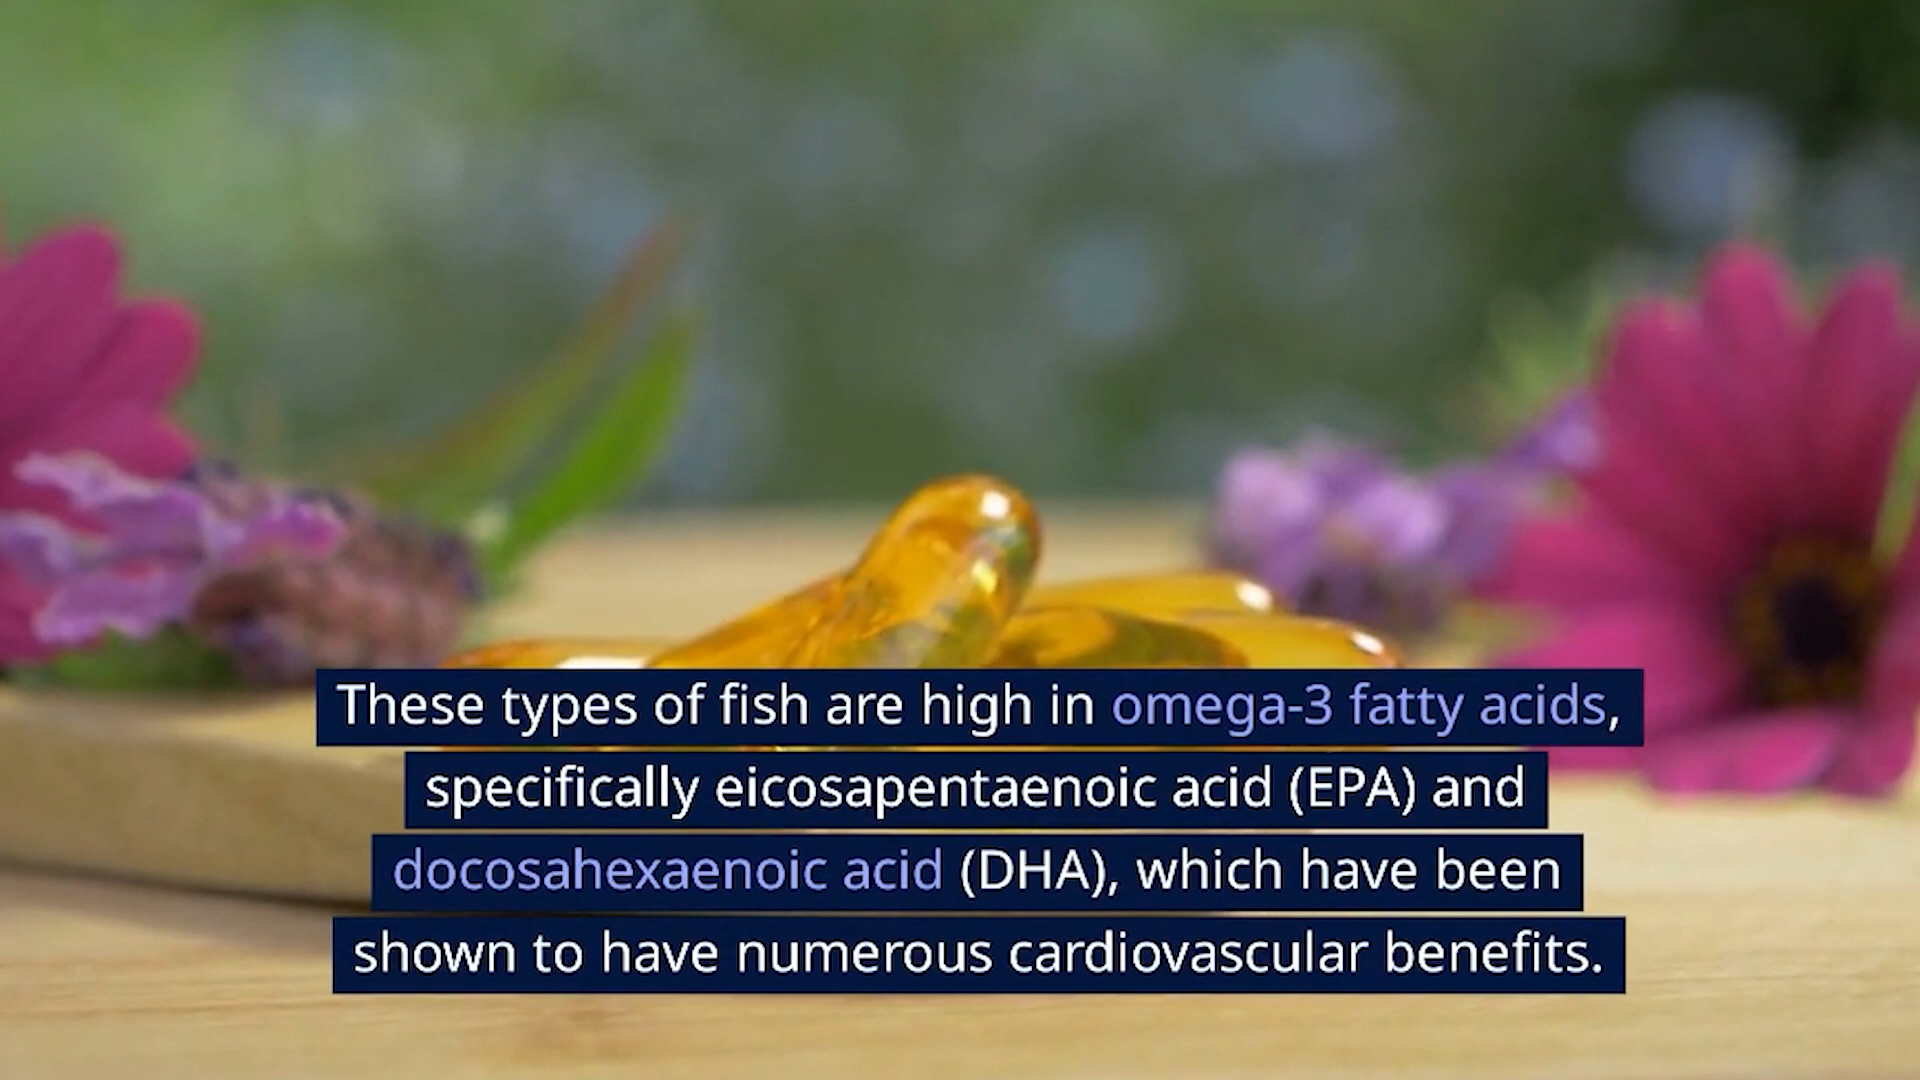 These types of fish are high in omega-3 fatty acids,
specifically eicosapentaenoic acid (EPA) and
docosahexaenoic acid (DHA), which have been
shown to have numerous cardiovascular benefits.